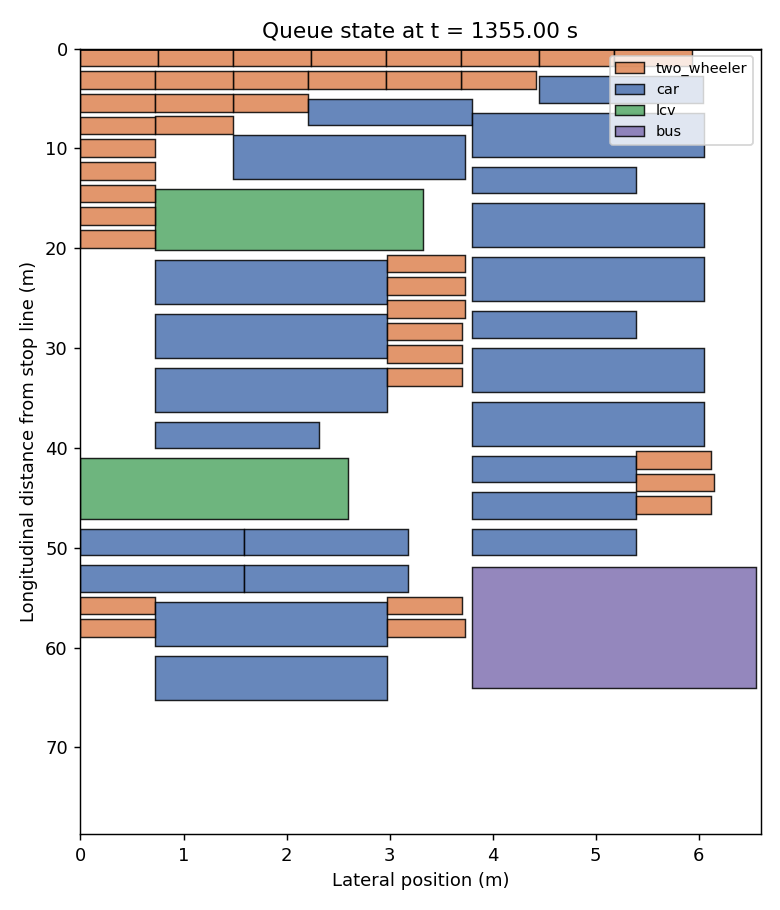 Queue state at t = 1355.00 s
two_wheeler
car
lcv
bus
0
10
20
30
40
50
60
70
Longitudinal distance from stop line (m)
0 1 2 3 4 5 6
Lateral position (m)